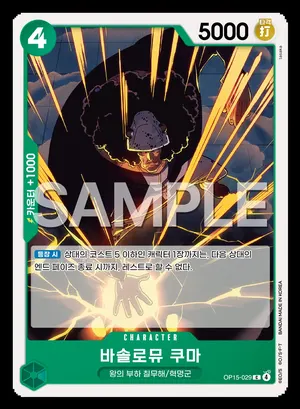 4
5000
타격
打
카운터 +1000
SAMPLE
등장 시 상대의 코스트 5 이하인 캐릭터 1장까지는, 다음 상대의
엔드 페이즈 종료 시까지, 레스트로 할 수 없다.
CHARACTER
바솔로뮤 쿠마
왕의 부하 칠무해/혁명군
OP15-029
BANDAI MADE IN KOREA